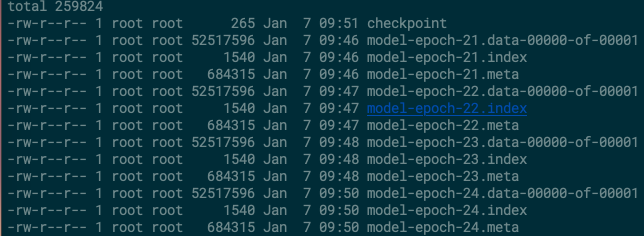 total 259824
-rw-r--r-- 1 root root      265 Jan  7 09:51 checkpoint
-rw-r--r-- 1 root root 52517596 Jan  7 09:46 model-epoch-21.data-00000-of-00001
-rw-r--r-- 1 root root     1540 Jan  7 09:46 model-epoch-21.index
-rw-r--r-- 1 root root   684315 Jan  7 09:46 model-epoch-21.meta
-rw-r--r-- 1 root root 52517596 Jan  7 09:47 model-epoch-22.data-00000-of-00001
-rw-r--r-- 1 root root     1540 Jan  7 09:47 model-epoch-22.index
-rw-r--r-- 1 root root   684315 Jan  7 09:47 model-epoch-22.meta
-rw-r--r-- 1 root root 52517596 Jan  7 09:48 model-epoch-23.data-00000-of-00001
-rw-r--r-- 1 root root     1540 Jan  7 09:48 model-epoch-23.index
-rw-r--r-- 1 root root   684315 Jan  7 09:48 model-epoch-23.meta
-rw-r--r-- 1 root root 52517596 Jan  7 09:50 model-epoch-24.data-00000-of-00001
-rw-r--r-- 1 root root     1540 Jan  7 09:50 model-epoch-24.index
-rw-r--r-- 1 root root   684315 Jan  7 09:50 model-epoch-24.meta